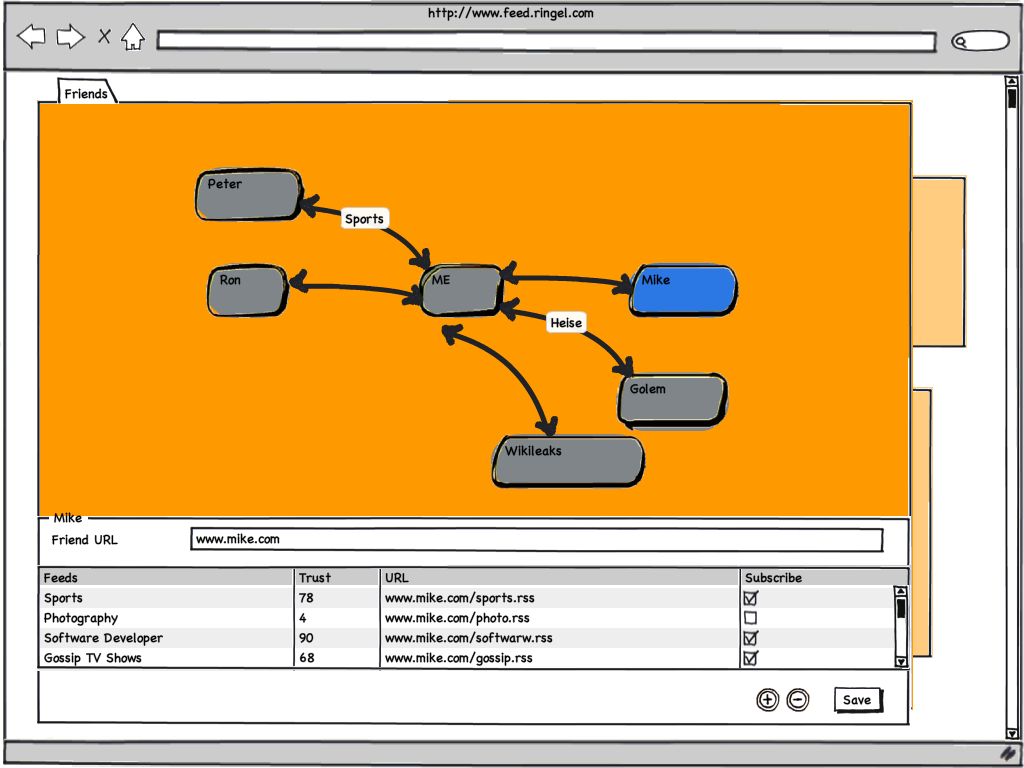 http://www.feed.ringel.com
Friends
Peter
Sports
Ron
ME
Mike
Heise
Golem
Wikileaks
Mike
Friend URL www.mike.com
Feeds Trust URL Subscribe
Sports 78 www.mike.com/sports.rss
Photography 4 www.mike.com/photo.rss
Software Developer 90 www.mike.com/softwarw.rss
Gossip TV Shows 68 www.mike.com/gossip.rss
Save